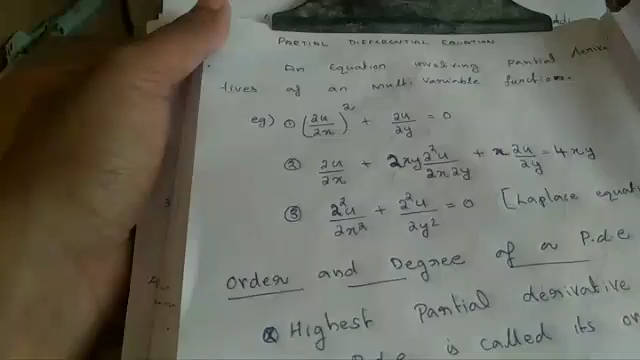 PARTIAL DIFFERENTIAL EQUATION
An Equation involving partial deriva
tives of an multi variable function.
eg) ① (∂u/∂x)² + ∂u/∂y = 0
② ∂u/∂x + 2xy ∂²u/∂x∂y + x ∂u/∂y = 4xy
③ ∂²u/∂x² + ∂²u/∂y² = 0 [Laplace equati
Order and Degree of a P.d.e
Highest Partial derivative
P.d.e is called its or